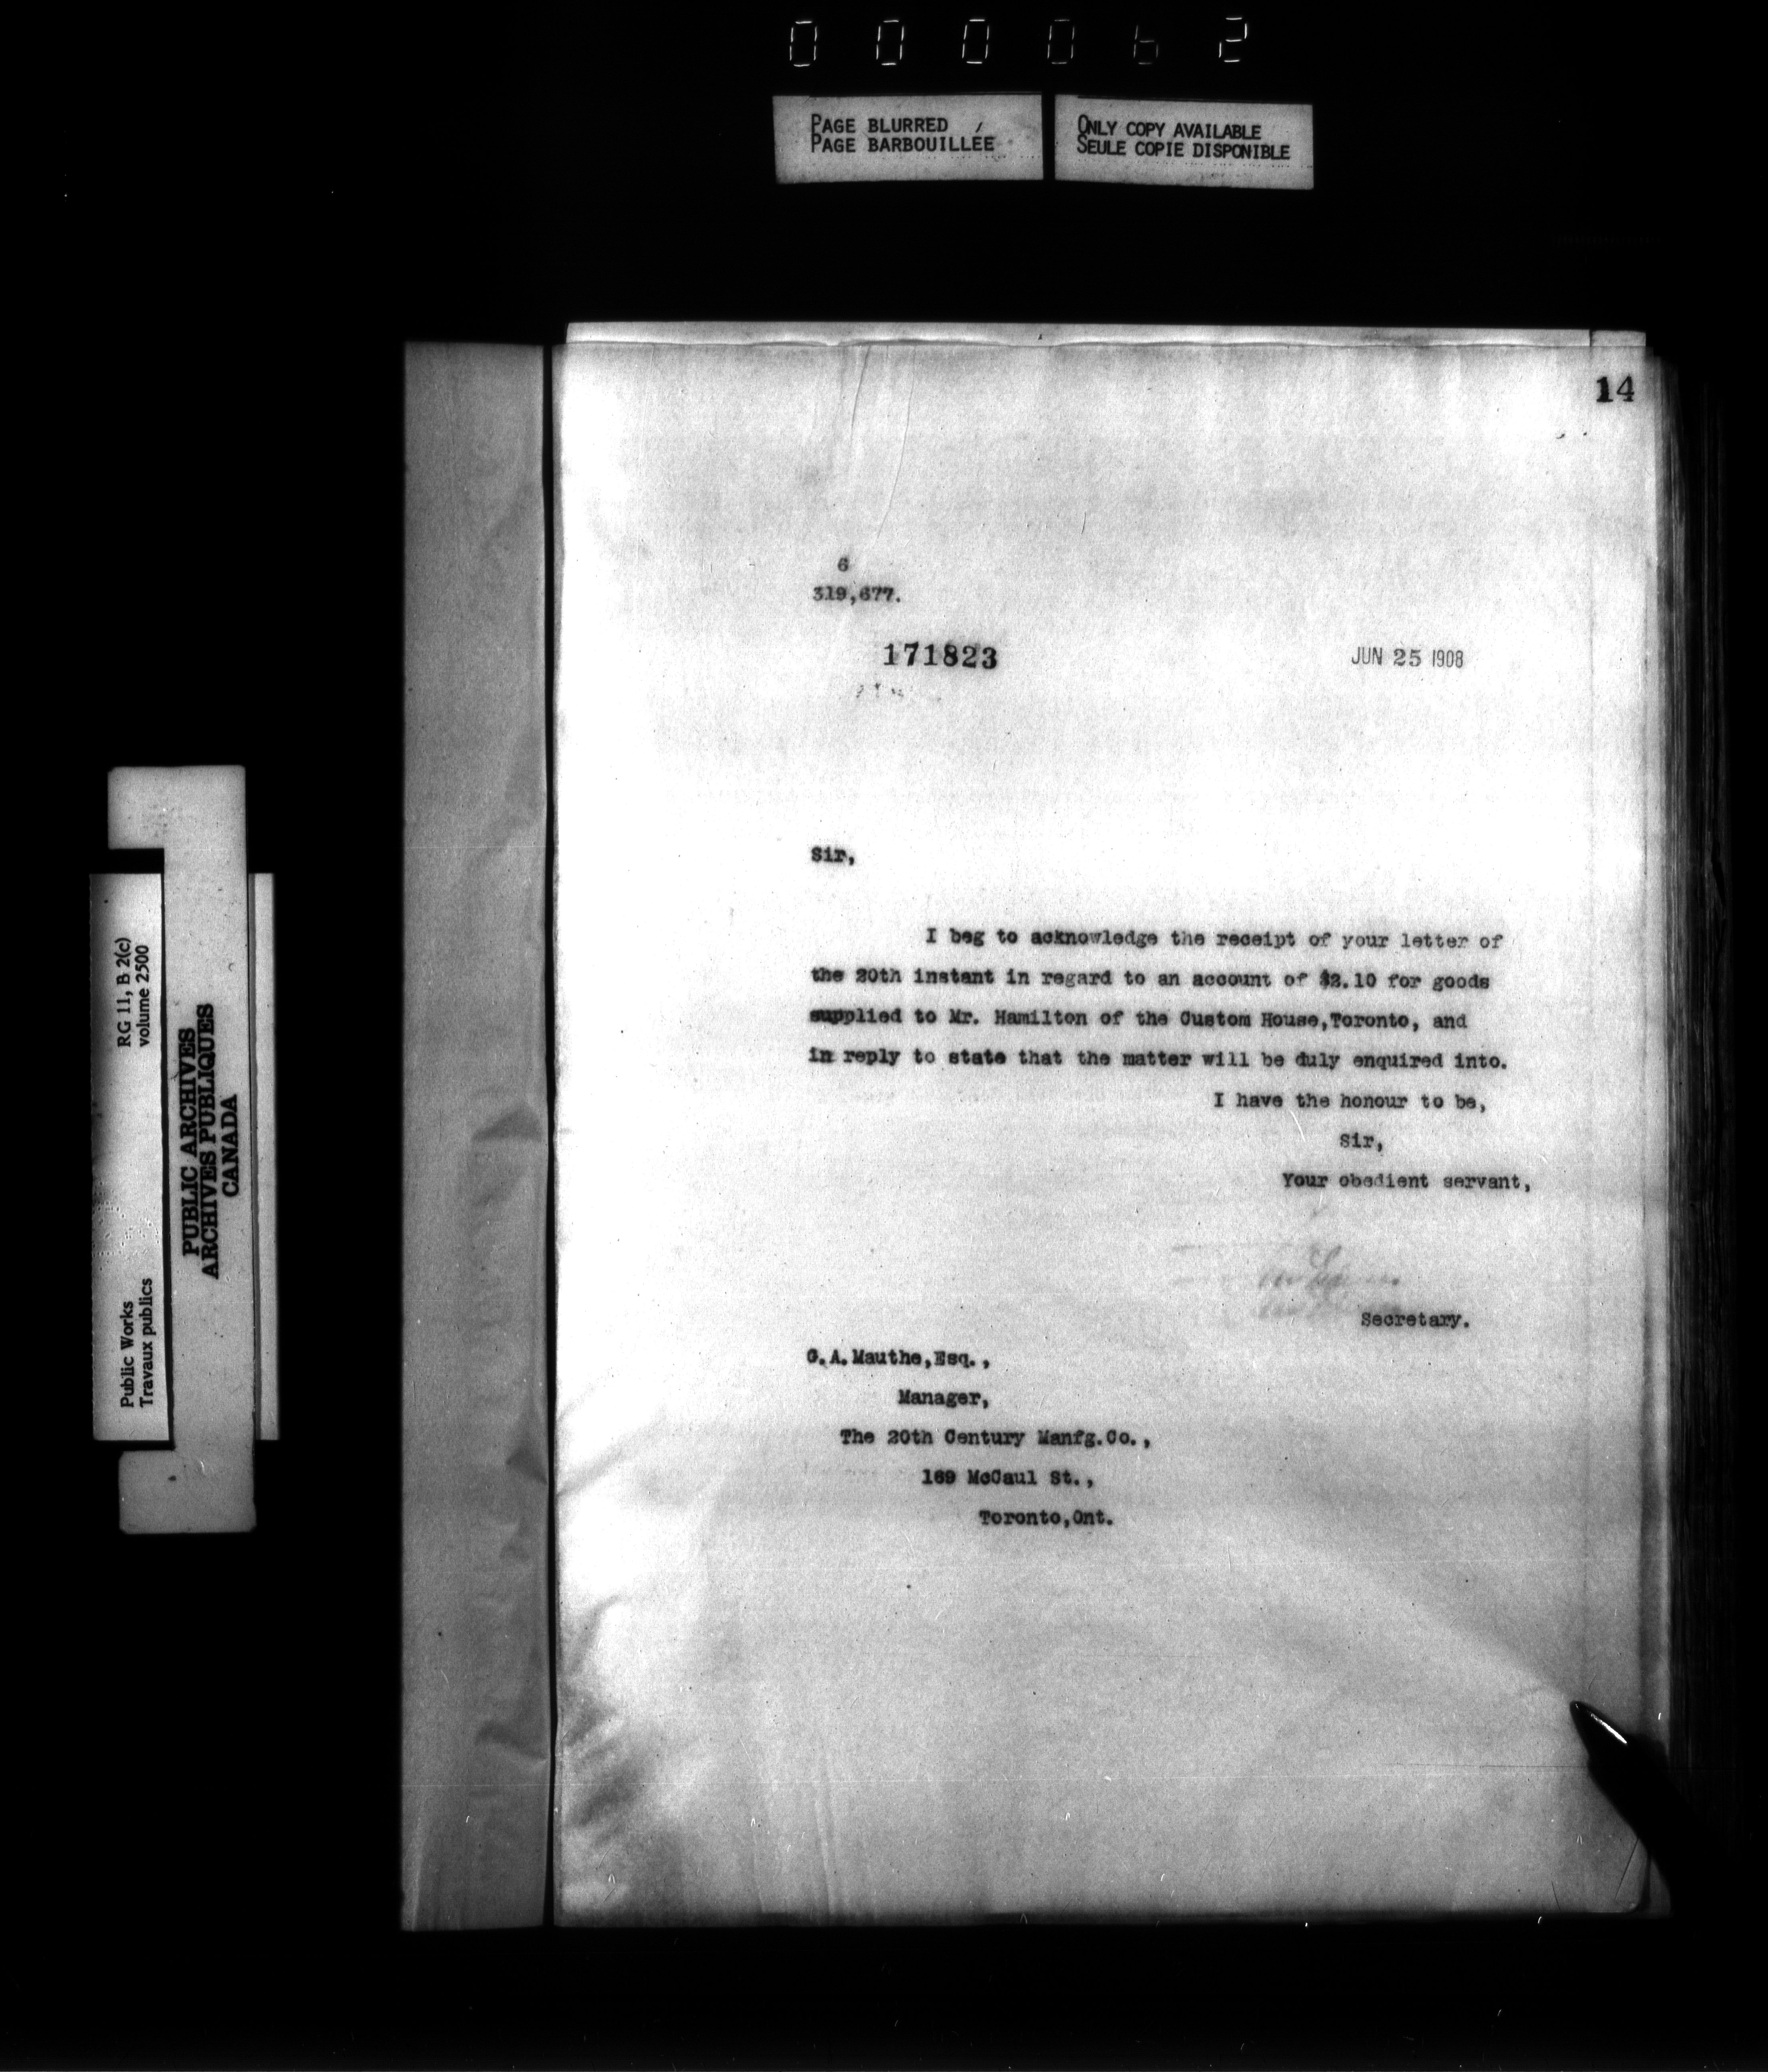 000062
PAGE BLURRED
PAGE BARBOUILLÉE
ONLY COPY AVAILABLE
SEULE COPIE DISPONIBLE
14
6
319,677.
171823
JUN 25 1908
Sir,
I beg to acknowledge the receipt of your letter of
the 20th instant in regard to an account of $2.10 for goods
supplied to Mr. Hamilton of the Custom House,Toronto, and
in reply to state that the matter will be duly enquired into.
I have the honour to be,
Sir,
Your obedient servant,
Secretary.
G.A.Mauthe,Esq.,
Manager,
The 20th Century Manfg.Co.,
169 McCaul St.,
Toronto,Ont.
RG 11, B 2(c)
volume 2500
Public Works
Travaux publics
PUBLIC ARCHIVES
ARCHIVES PUBLIQUES
CANADA